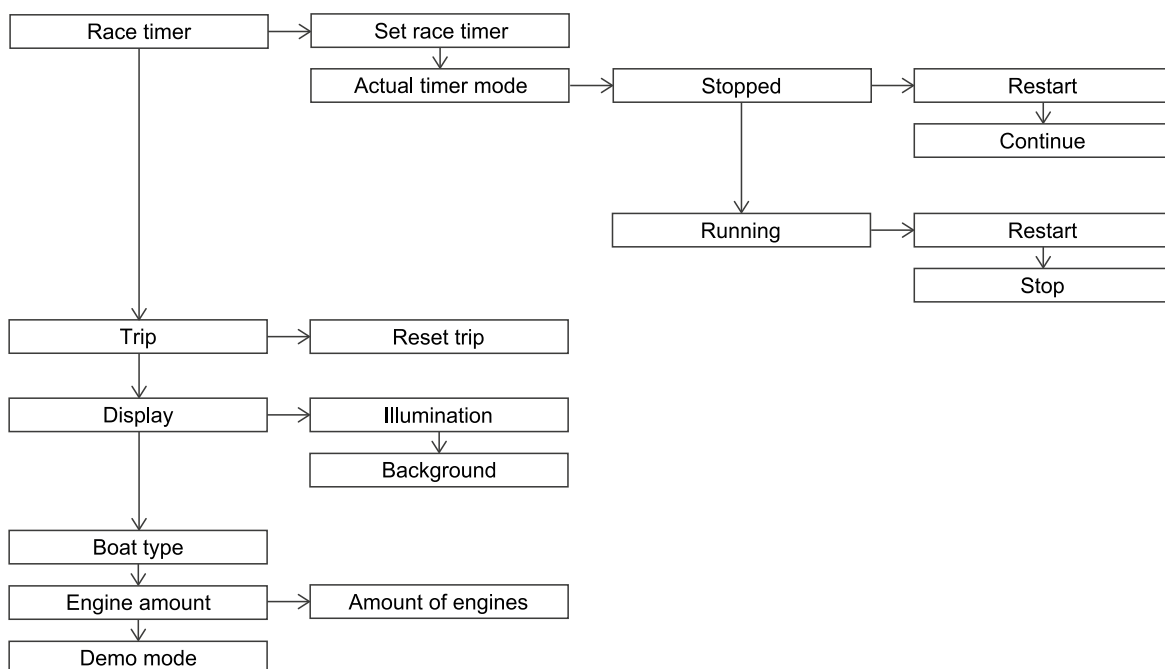 Race timer
Set race timer
Actual timer mode
Stopped
Restart
Continue
Running
Restart
Stop
Trip
Reset trip
Display
Illumination
Background
Boat type
Engine amount
Amount of engines
Demo mode